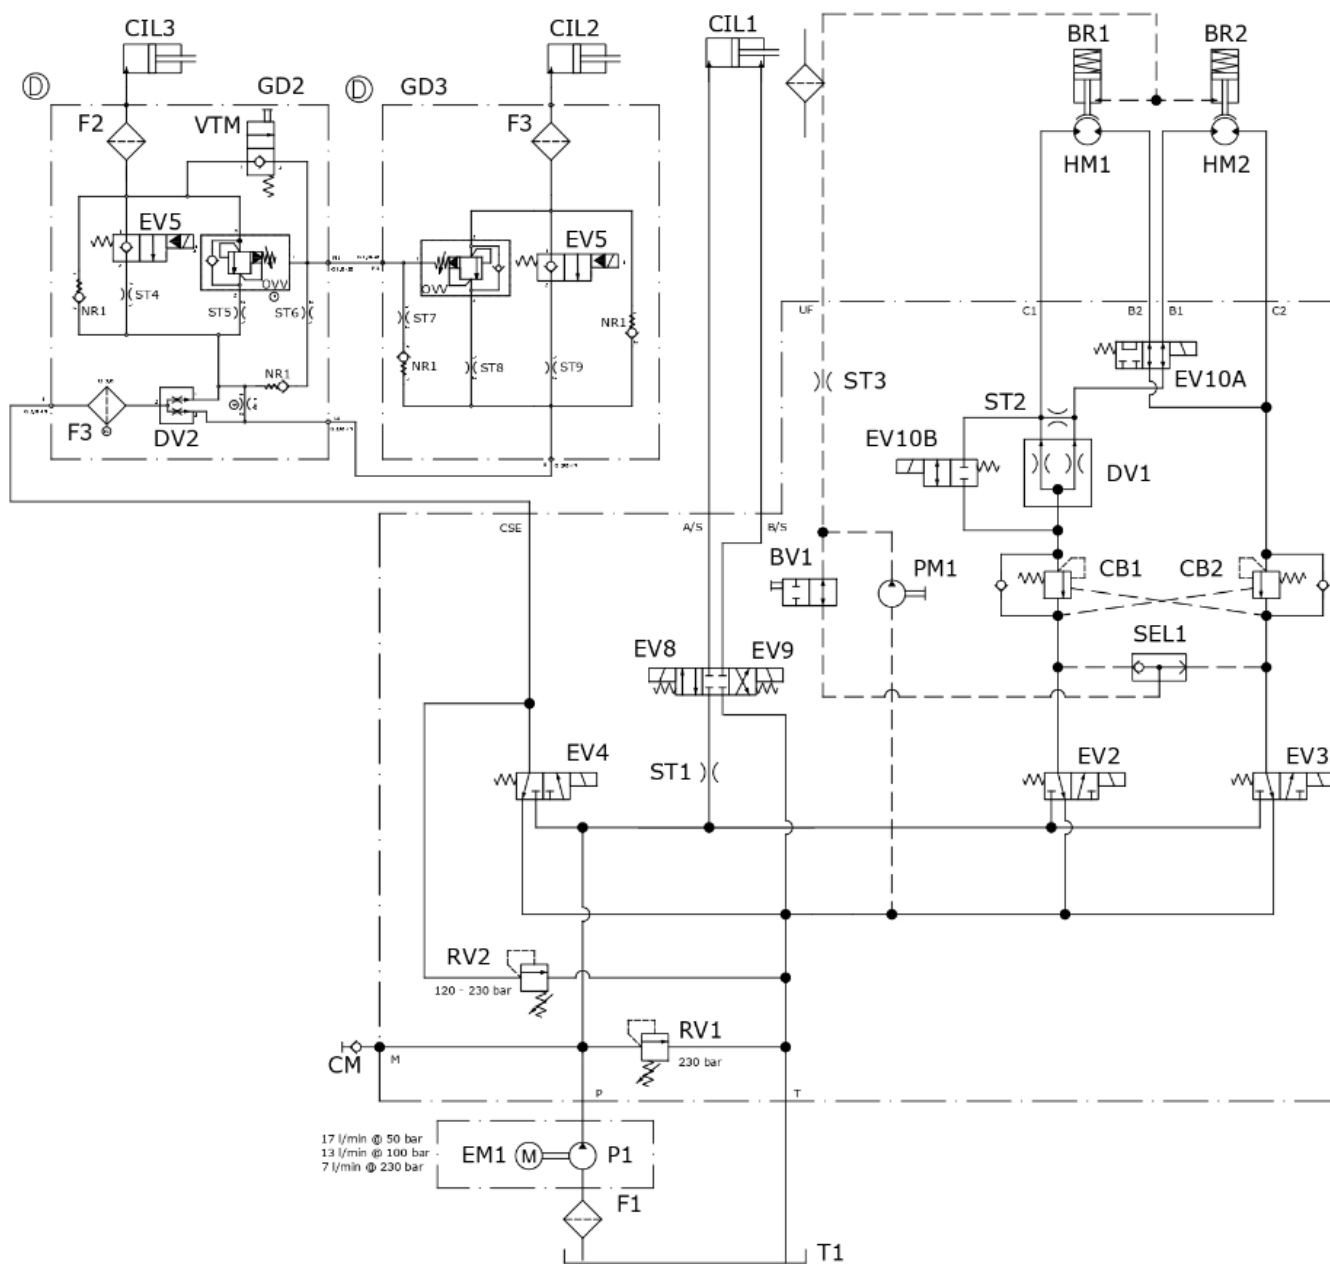 CIL3
CIL2
CIL1
BR1
BR2
D
GD2
D
GD3
F2
VTM
F3
HM1
HM2
EV5
EV5
OVV
OVV
NR1
ST4
ST5
ST6
ST7
NR1
UF
C1
B2
B1
C2
NR1
NR1
ST8
ST9
ST3
EV10A
F3
DV2
ST2
EV10B
DV1
CSE
A/S
B/S
BV1
PM1
CB1
CB2
EV8
EV9
SEL1
EV4
ST1
EV2
EV3
RV2
120 - 230 bar
RV1
230 bar
CM
M
P
T
17 l/min @ 50 bar
13 l/min @ 100 bar
7 l/min @ 230 bar
EM1
M
P1
F1
T1